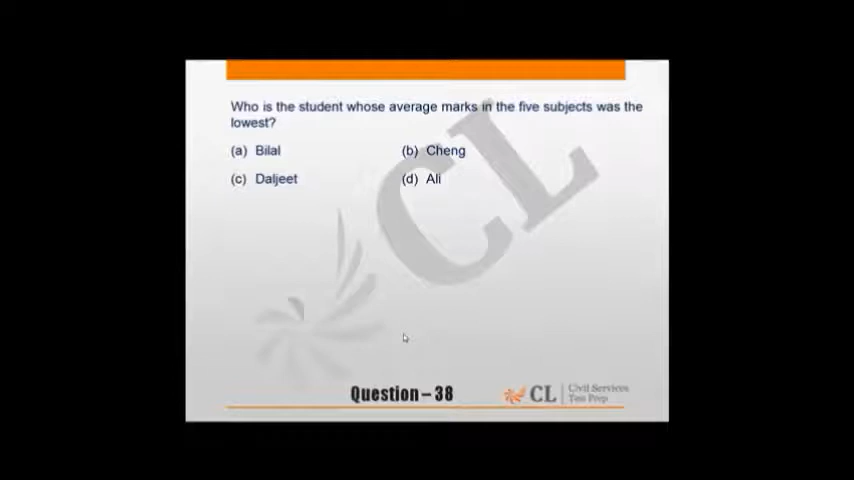 Who is the student whose average marks in the five subjects was the
lowest?
(a) Bilal (b) Cheng
(c) Daljeet (d) Ali
CL
Question – 38
CL Civil Services
Test Prep